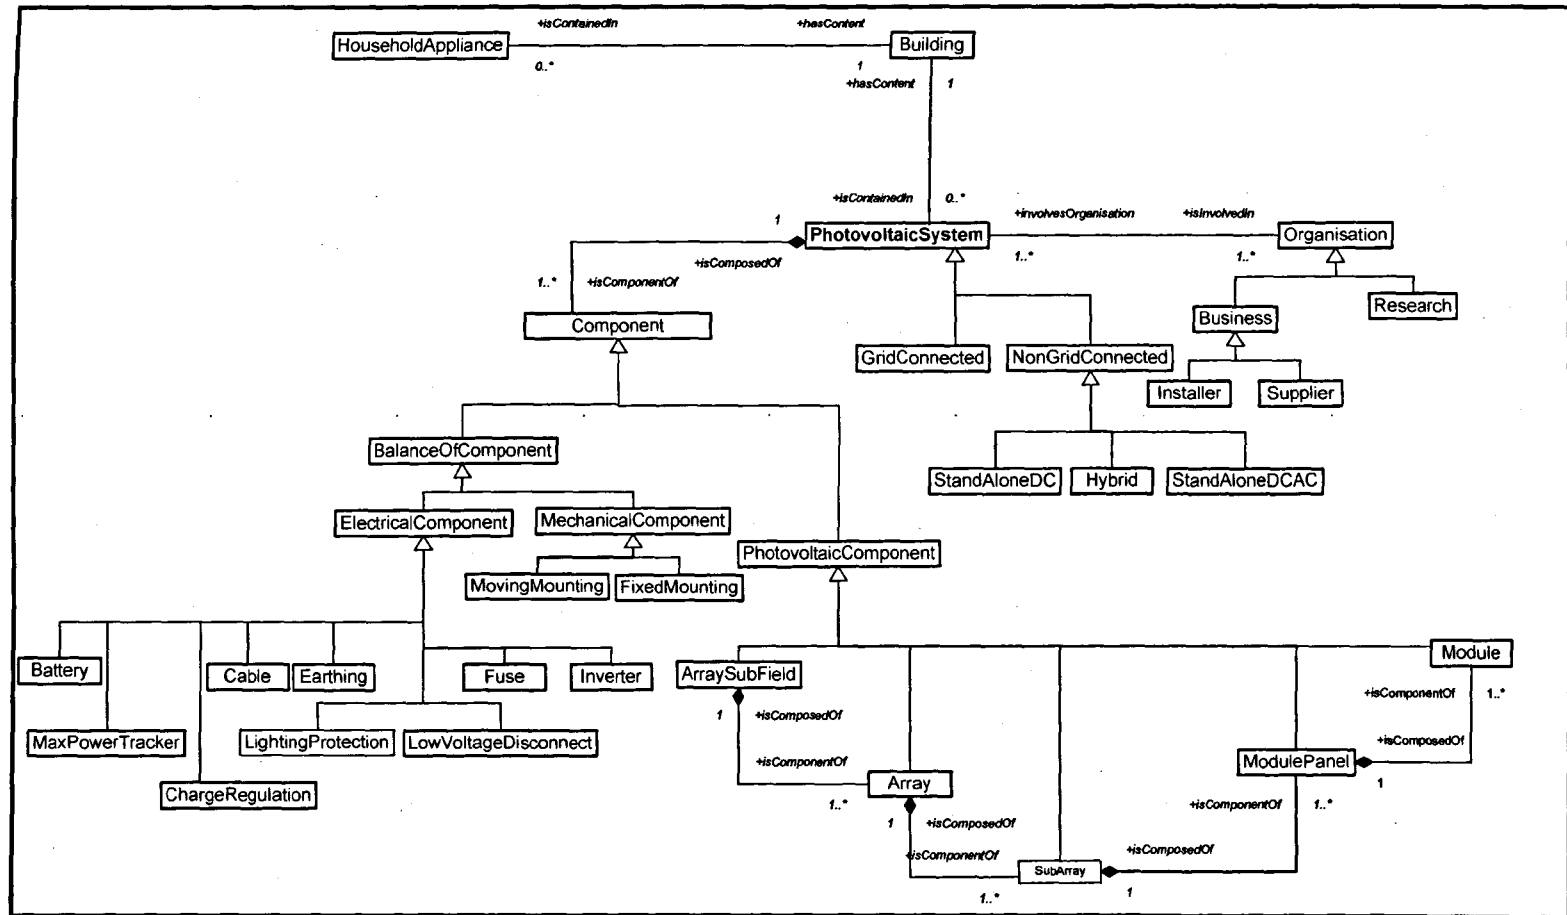 +isContainedIn +hasContent
HouseholdAppliance Building
0..* 1
+hasContent 1
+isContainedIn 0..*
1 +involvesOrganisation +isInvolvedIn
PhotovoltaicSystem Organisation
+isComposedOf 1..* 1..*
1..* +isComponentOf
Research
Component Business
GridConnected NonGridConnected
Installer Supplier
BalanceOfComponent
StandAloneDC Hybrid StandAloneDCAC
ElectricalComponent MechanicalComponent
PhotovoltaicComponent
MovingMounting FixedMounting
Module
Battery Cable Earthing Fuse Inverter ArraySubField
+isComponentOf 1..*
1 +isComposedOf
MaxPowerTracker LightingProtection LowVoltageDisconnect +isComposedOf
+isComponentOf ModulePanel 1
Array
ChargeRegulation
1..* +isComponentOf 1..*
1 +isComposedOf
+isComponentOf +isComposedOf
SubArray
1..* 1